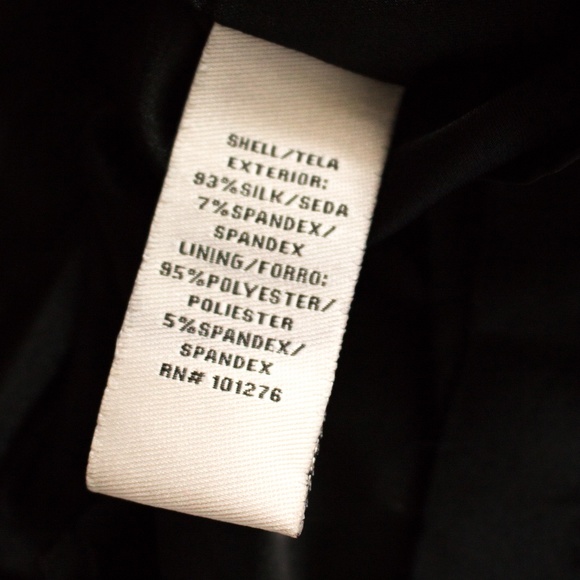 SHELL/TELA
EXTERIOR:
93%SILK/SEDA
7%SPANDEX/
SPANDEX
LINING/FORRO:
95%POLYESTER/
POLIESTER
5%SPANDEX/
SPANDEX
RN# 101276